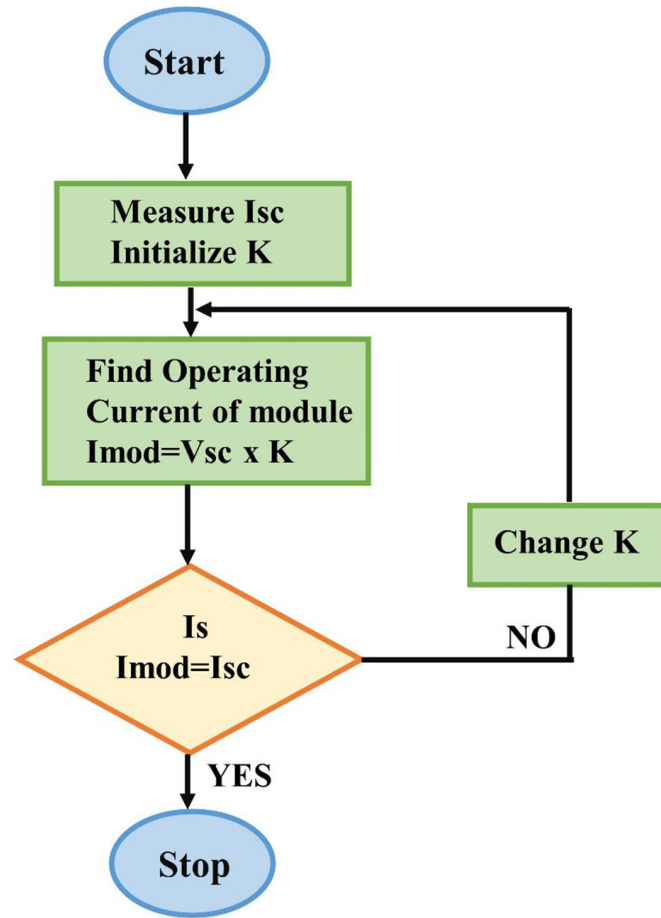 Start
Measure Isc
Initialize K
Find Operating
Current of module
Imod=Vsc x K
Change K
Is
Imod=Isc
NO
YES
Stop